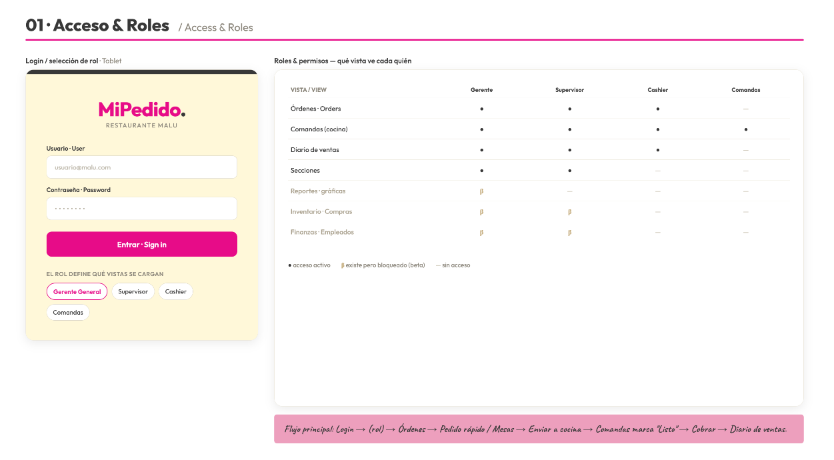 01 · Acceso & Roles / Access & Roles
Login / selección de rol · Tablet
MiPedido.
RESTAURANTE MALU
Usuario · User
usuario@malu.com
Contraseña · Password
--------
Entrar · Sign in
EL ROL DEFINE QUÉ VISTAS SE CARGAN
Gerente General Supervisor Cashier
Comandas
Roles & permisos — qué vista ve cada quién
VISTA / VIEW Gerente Supervisor Cashier Comandas
Órdenes · Orders ● ● ● —
Comandas (cocina) ● ● ● ●
Diario de ventas ● ● ● —
Secciones ● ● — —
Reportes · gráficas β — — —
Inventario · Compras β β — —
Finanzas · Empleados β β — —
● acceso activo β existe pero bloqueado (beta) — sin acceso
Flujo principal: Login → (rol) → Órdenes → Pedido rápido / Mesas → Enviar a cocina → Comandas marca "Listo" → Cobrar → Diario de ventas.